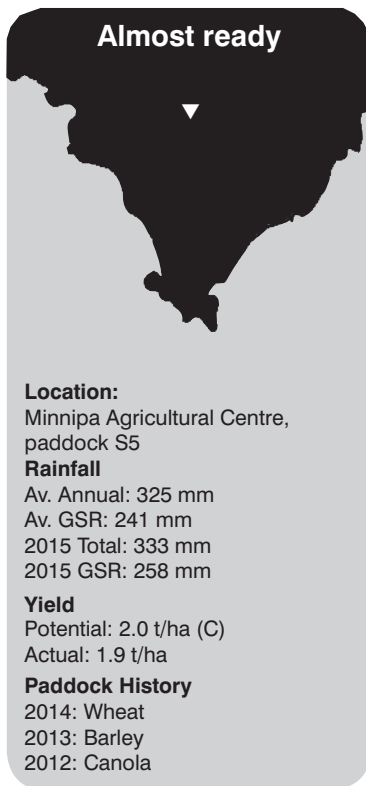 Almost ready
Location:
Minnipa Agricultural Centre,
paddock S5
Rainfall
Av. Annual: 325 mm
Av. GSR: 241 mm
2015 Total: 333 mm
2015 GSR: 258 mm
Yield
Potential: 2.0 t/ha (C)
Actual: 1.9 t/ha
Paddock History
2014: Wheat
2013: Barley
2012: Canola